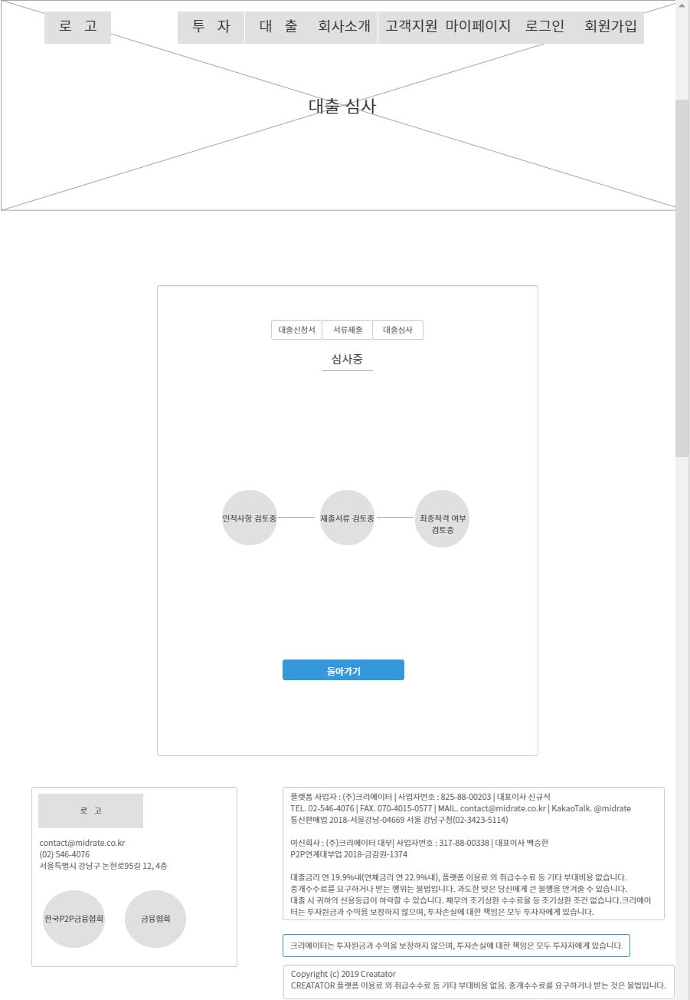 로 고
투 자
대 출
회사소개
고객지원
마이페이지
로그인
회원가입
대출 심사
대출신청서
서류제출
대출심사
심사중
인적사항 검토중
제출서류 검토중
최종적격 여부
검토중
돌아가기
로 고
contact@midrate.co.kr
(02) 546-4076
서울특별시 강남구 논현로95길 12, 4층
한국P2P금융협회
금융협회
플랫폼 사업자 : (주)크리에이터 | 사업자번호 : 825-88-00203 | 대표이사 신규식
TEL. 02-546-4076 | FAX. 070-4015-0577 | MAIL. contact@midrate.co.kr | KakaoTalk. @midrate
통신판매업 2018-서울강남-04669 서울 강남구청(02-3423-5114)
여신회사 : (주)크리에이터 대부| 사업자번호 : 317-88-00338 | 대표이사 백승한
P2P연계대부업 2018-금감원-1374
대출금리 연 19.9%내(연체금리 연 22.9%내), 플랫폼 이용료 외 취급수수료 등 기타 부대비용 없습니다.
중개수수료를 요구하거나 받는 행위는 불법입니다. 과도한 빚은 당신에게 큰 불행을 안겨줄 수 있습니다.
대출 시 귀하의 신용등급이 하락할 수 있습니다. 채무의 조기상환 수수료율 등 조기상환 조건 없습니다.크리에이
터는 투자원금과 수익을 보장하지 않으며, 투자손실에 대한 책임은 모두 투자자에게 있습니다.
크리에이터는 투자원금과 수익을 보장하지 않으며, 투자손실에 대한 책임은 모두 투자자에게 있습니다.
Copyright (c) 2019 Creatator
CREATATOR 플랫폼 이용료 외 취급수수료 등 기타 부대비용 없음. 중개수수료를 요구하거나 받는 것은 불법입니다.